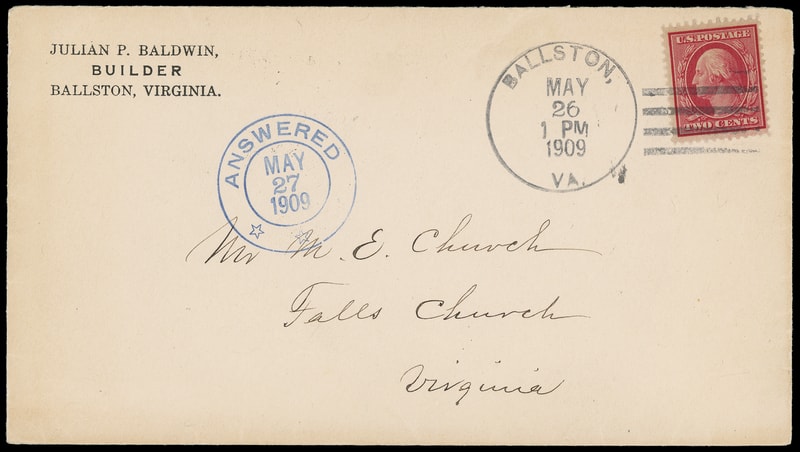 JULIAN P. BALDWIN,
BUILDER
BALLSTON, VIRGINIA.
BALLSTON,
MAY
26
1 PM
1909
VA.
U.S. POSTAGE
TWO CENTS
ANSWERED
MAY
27
1909
Mr M. E. Church
Falls Church
Virginia